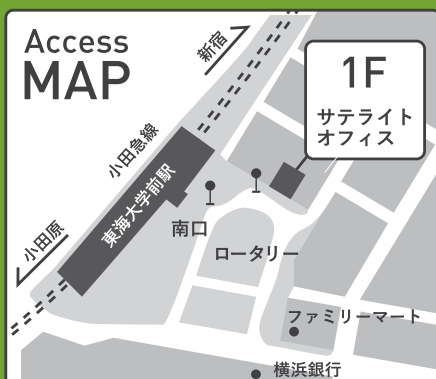 Access
MAP
新宿
1F
サテライト
オフィス
小田急線
東海大学前駅
小田原
南口
ロータリー
ファミリーマート
横浜銀行